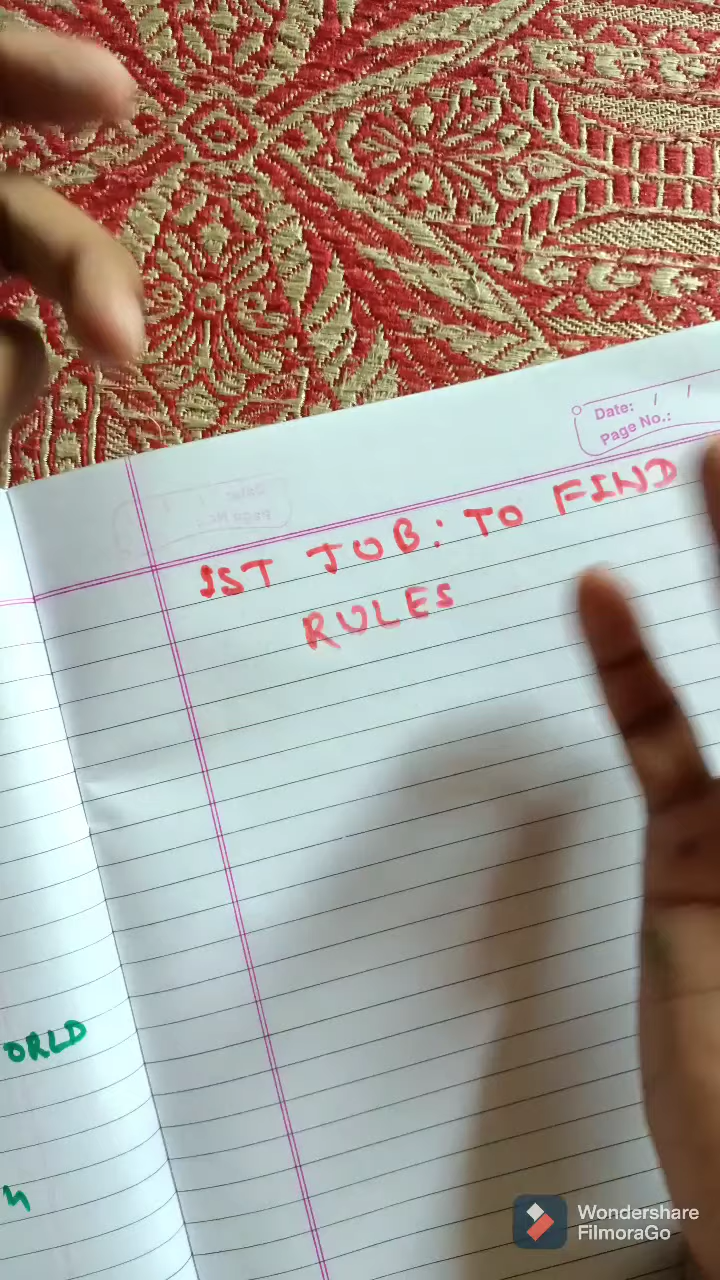 Date: / /
Page No.:
1ST JOB: TO FIND
RULES
ORLD
Wondershare
FilmoraGo